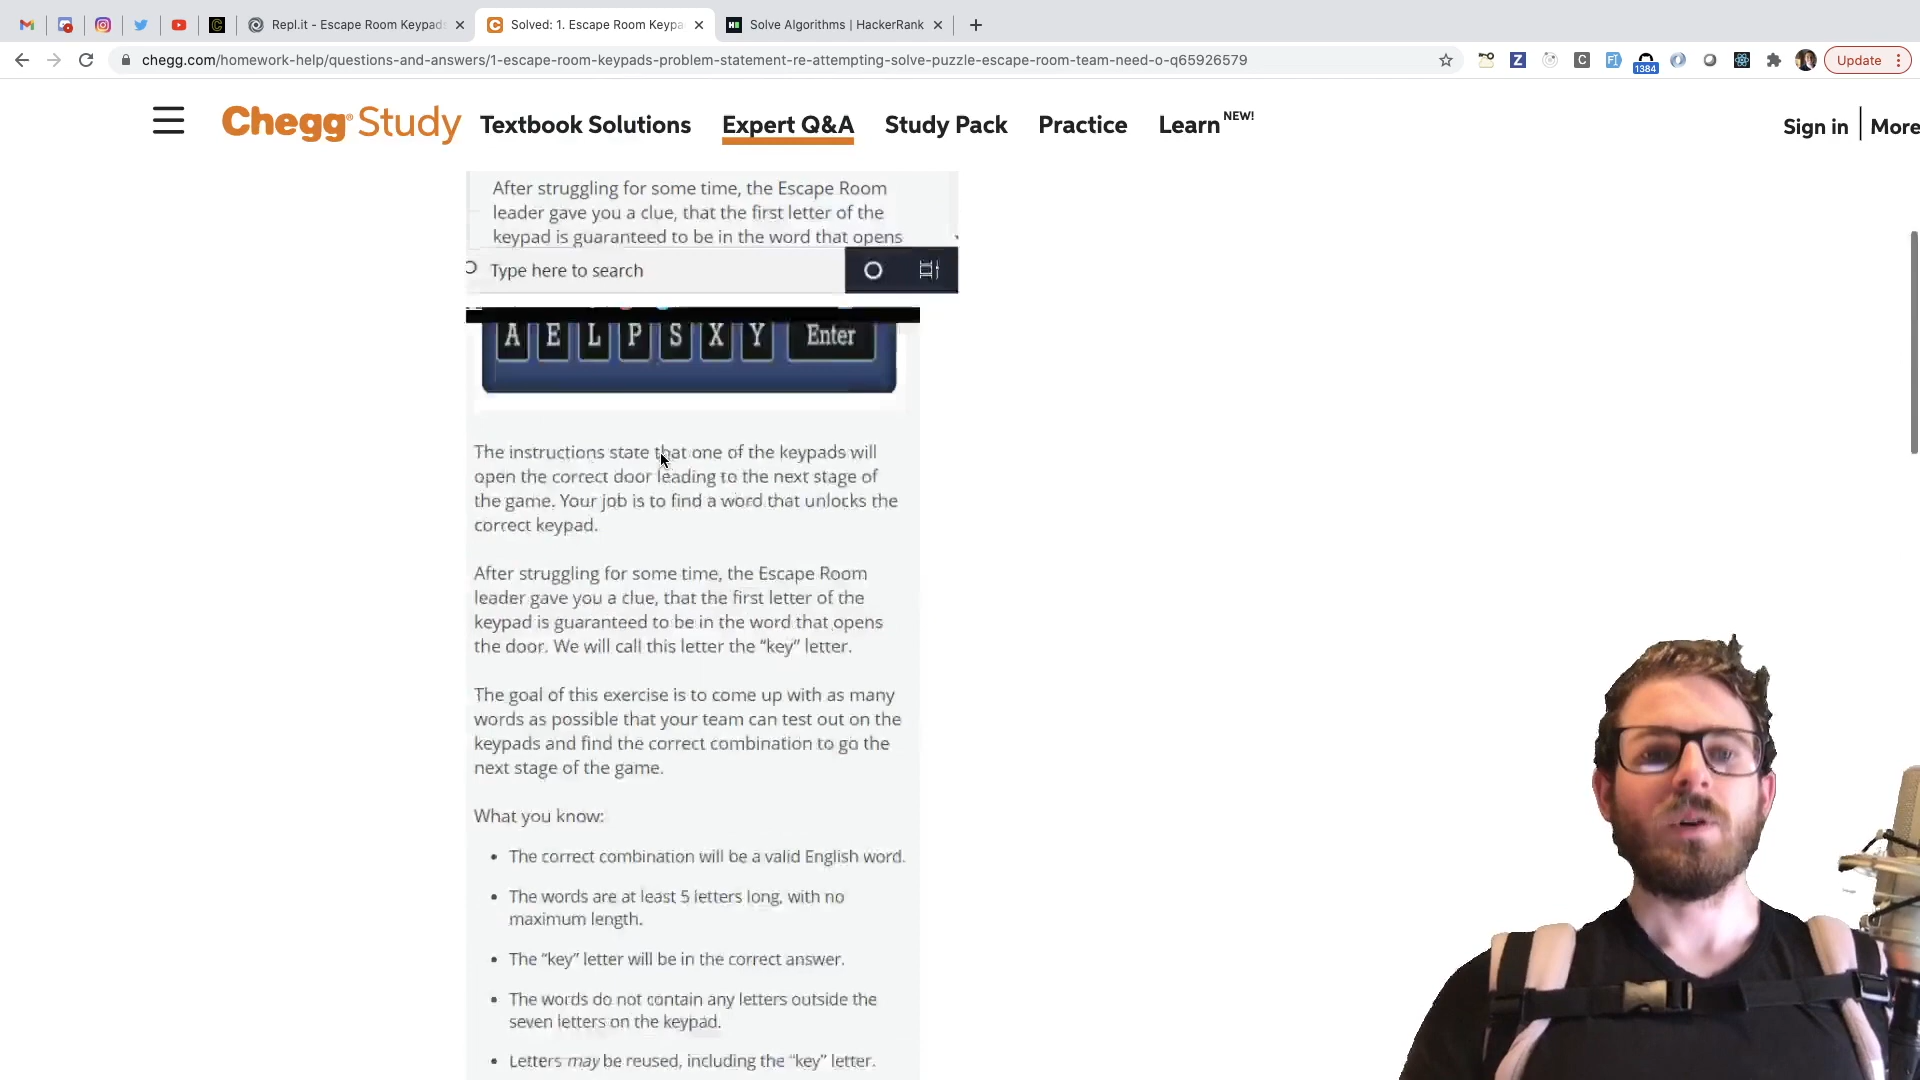 Repl.it - Escape Room Keypad
Solved: 1. Escape Room Keypa
Solve Algorithms | HackerRank
chegg.com/homework-help/questions-and-answers/1-escape-room-keypads-problem-statement-re-attempting-solve-puzzle-escape-room-team-need-o-q65926579
1384
Update
Chegg Study
Textbook Solutions
Expert Q&A
Study Pack
Practice
Learn NEW!
Sign in
More
After struggling for some time, the Escape Room
leader gave you a clue, that the first letter of the
keypad is guaranteed to be in the word that opens
Type here to search
A E L P S X Y Enter
The instructions state that one of the keypads will
open the correct door leading to the next stage of
the game. Your job is to find a word that unlocks the
correct keypad.
After struggling for some time, the Escape Room
leader gave you a clue, that the first letter of the
keypad is guaranteed to be in the word that opens
the door. We will call this letter the “key” letter.
The goal of this exercise is to come up with as many
words as possible that your team can test out on the
keypads and find the correct combination to go the
next stage of the game.
What you know:
• The correct combination will be a valid English word.
• The words are at least 5 letters long, with no
maximum length.
• The “key” letter will be in the correct answer.
• The words do not contain any letters outside the
seven letters on the keypad.
• Letters may be reused, including the “key” letter.